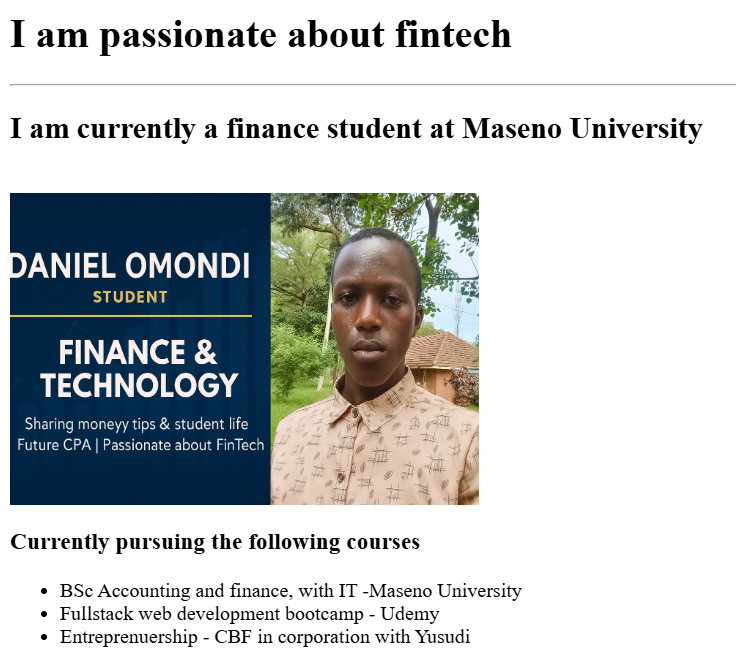 I am passionate about fintech
I am currently a finance student at Maseno University
DANIEL OMONDI
STUDENT
FINANCE &
TECHNOLOGY
Sharing moneyy tips & student life
Future CPA | Passionate about FinTech
Currently pursuing the following courses
• BSc Accounting and finance, with IT -Maseno University
• Fullstack web development bootcamp - Udemy
• Entreprenuership - CBF in corporation with Yusudi